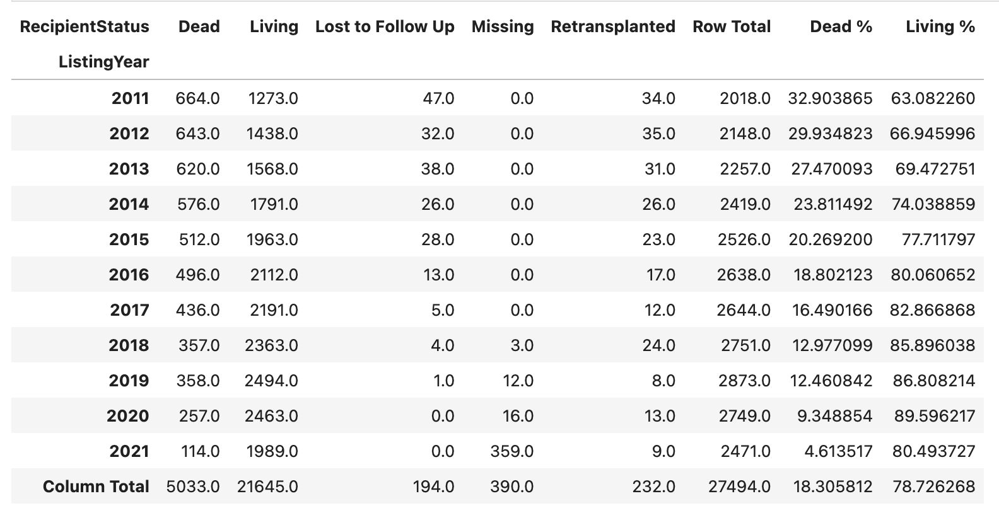 RecipientStatus Dead Living Lost to Follow Up Missing Retransplanted Row Total Dead % Living %
ListingYear
2011 664.0 1273.0 47.0 0.0 34.0 2018.0 32.903865 63.082260
2012 643.0 1438.0 32.0 0.0 35.0 2148.0 29.934823 66.945996
2013 620.0 1568.0 38.0 0.0 31.0 2257.0 27.470093 69.472751
2014 576.0 1791.0 26.0 0.0 26.0 2419.0 23.811492 74.038859
2015 512.0 1963.0 28.0 0.0 23.0 2526.0 20.269200 77.711797
2016 496.0 2112.0 13.0 0.0 17.0 2638.0 18.802123 80.060652
2017 436.0 2191.0 5.0 0.0 12.0 2644.0 16.490166 82.866868
2018 357.0 2363.0 4.0 3.0 24.0 2751.0 12.977099 85.896038
2019 358.0 2494.0 1.0 12.0 8.0 2873.0 12.460842 86.808214
2020 257.0 2463.0 0.0 16.0 13.0 2749.0 9.348854 89.596217
2021 114.0 1989.0 0.0 359.0 9.0 2471.0 4.613517 80.493727
Column Total 5033.0 21645.0 194.0 390.0 232.0 27494.0 18.305812 78.726268